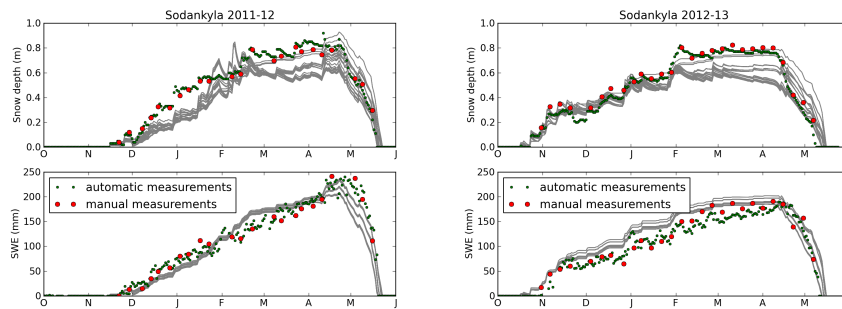 Sodankyla 2011-12
Snow depth (m)
1.0
0.8
0.6
0.4
0.2
0.0
O N D J F M A M J
Sodankyla 2012-13
Snow depth (m)
1.0
0.8
0.6
0.4
0.2
0.0
O N D J F M A M
SWE (mm)
250
200
150
100
50
0
automatic measurements
manual measurements
O N D J F M A M J
SWE (mm)
250
200
150
100
50
0
automatic measurements
manual measurements
O N D J F M A M